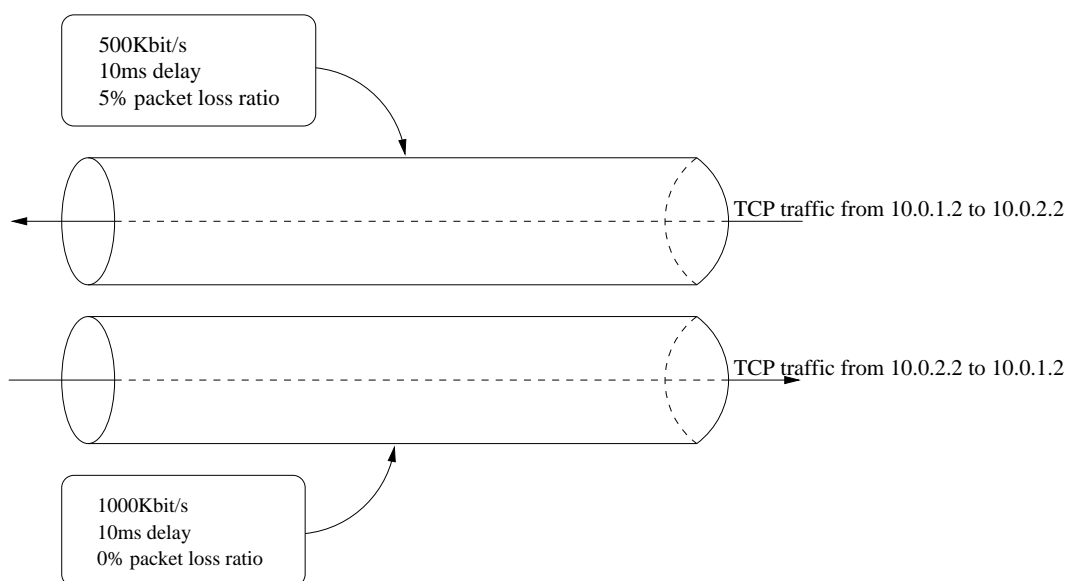 500Kbit/s
10ms delay
5% packet loss ratio
TCP traffic from 10.0.1.2 to 10.0.2.2
TCP traffic from 10.0.2.2 to 10.0.1.2
1000Kbit/s
10ms delay
0% packet loss ratio